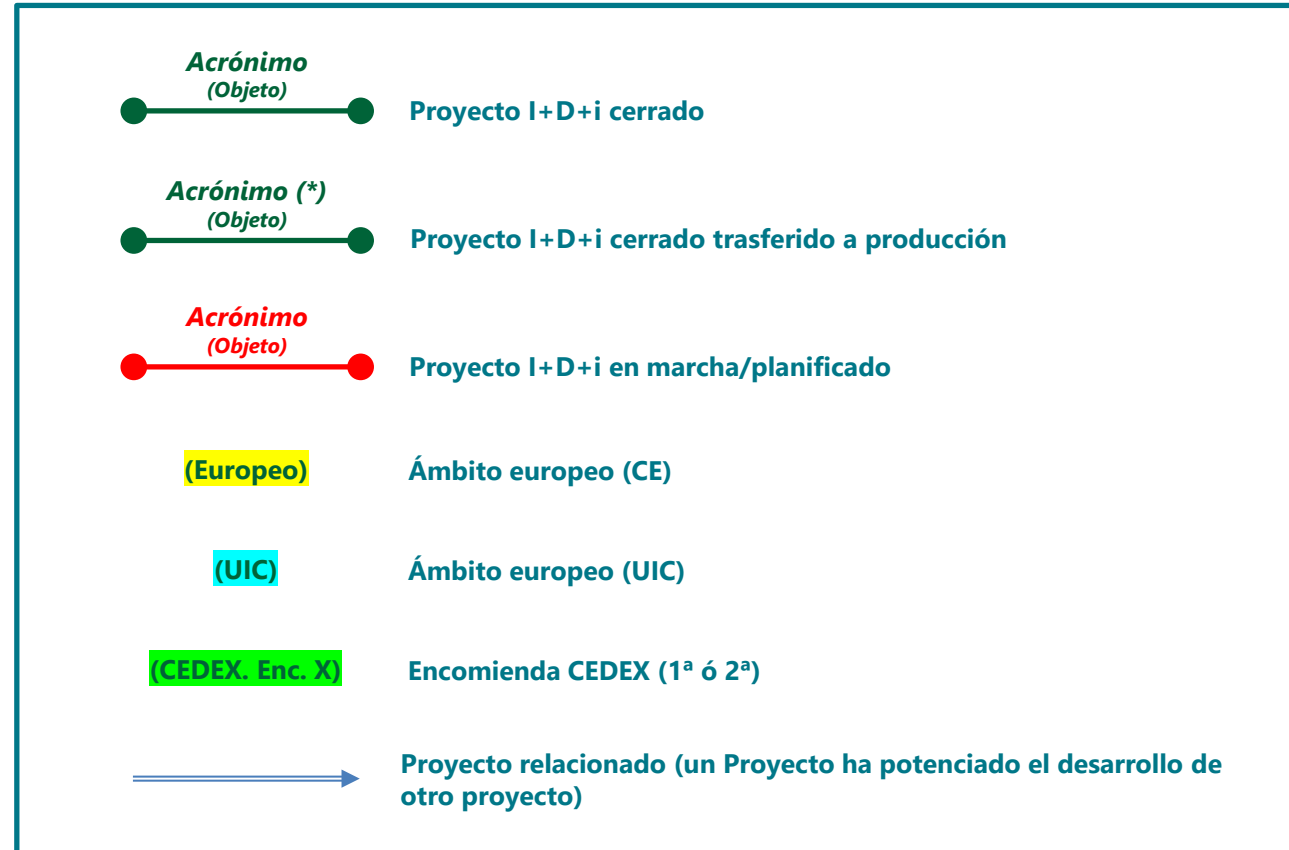 Acrónimo
(Objeto)
Proyecto I+D+i cerrado
Acrónimo (*)
(Objeto)
Proyecto I+D+i cerrado trasferido a producción
Acrónimo
(Objeto)
Proyecto I+D+i en marcha/planificado
(Europeo)
Ámbito europeo (CE)
(UIC)
Ámbito europeo (UIC)
(CEDEX. Enc. X)
Encomienda CEDEX (1ª ó 2ª)
Proyecto relacionado (un Proyecto ha potenciado el desarrollo de
otro proyecto)